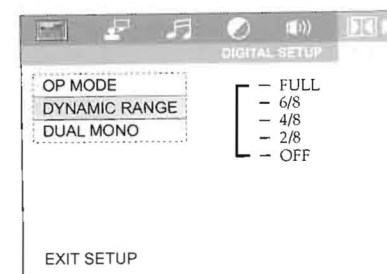 DIGITAL SETUP
OP MODE
DYNAMIC RANGE
DUAL MONO
– FULL
– 6/8
– 4/8
– 2/8
– OFF
EXIT SETUP